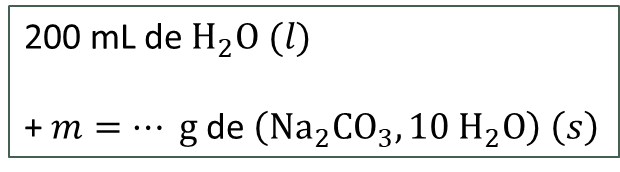 200 mL de H₂O (l)
+ m = ⋯ g de (Na₂CO₃, 10 H₂O) (s)